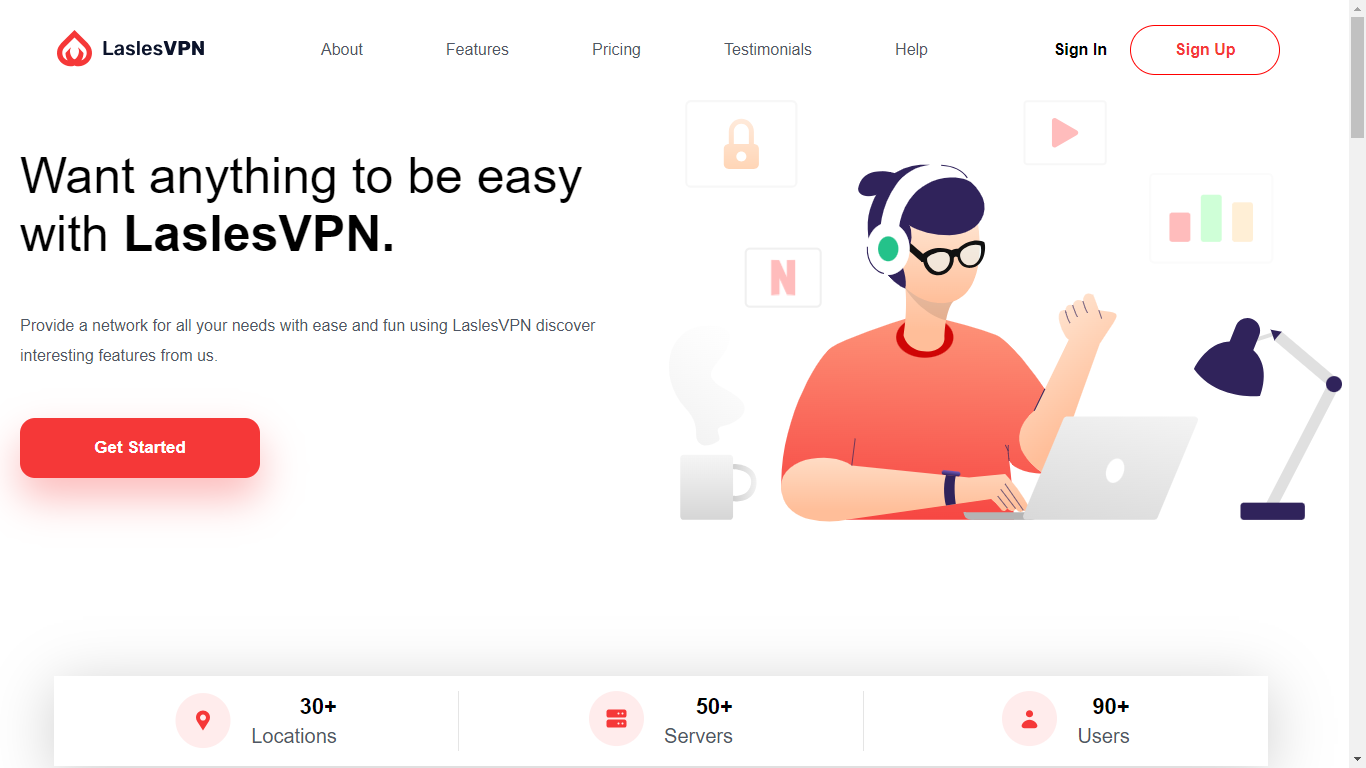 LaslesVPN
About
Features
Pricing
Testimonials
Help
Sign In
Sign Up
Want anything to be easy
with LaslesVPN.
Provide a network for all your needs with ease and fun using LaslesVPN discover
interesting features from us.
Get Started
N
30+
Locations
50+
Servers
90+
Users